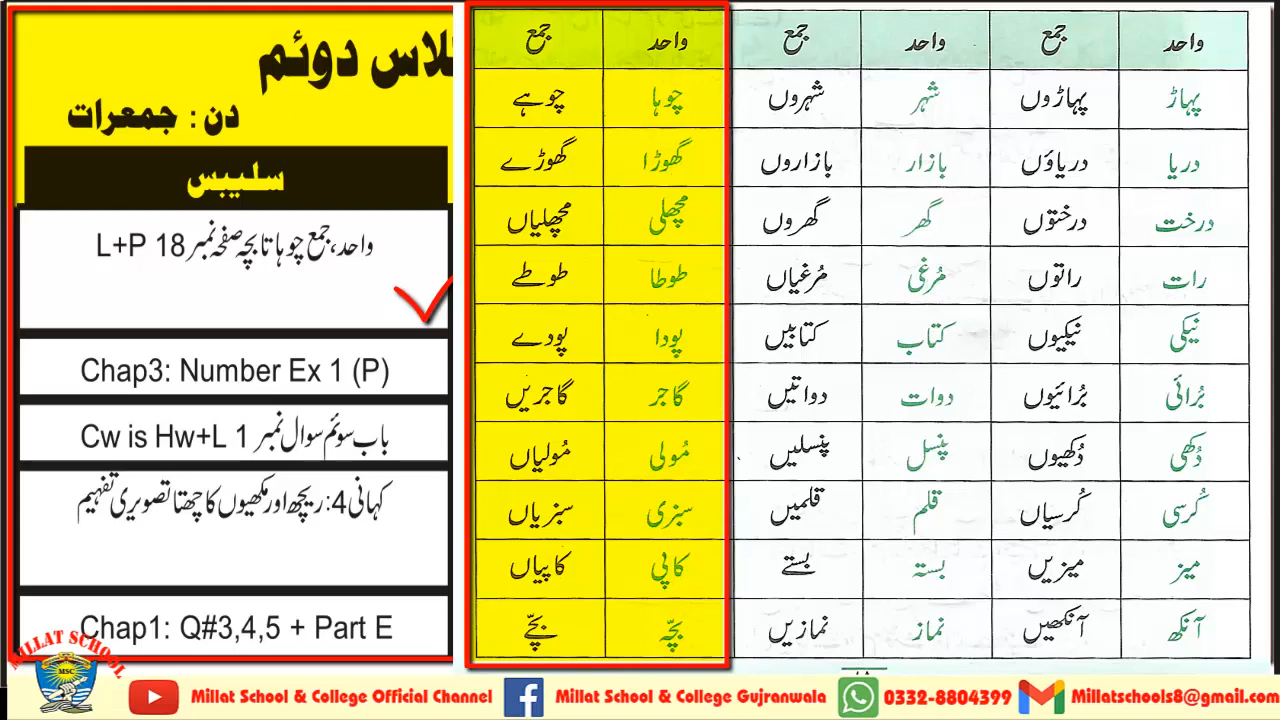 کلاس دوئم
دن : جمعرات
سلیبس
واحد، جمع چوہا تا بچہ صفحہ نمبر 18 L+P
Chap3: Number Ex 1 (P)
باب سوئم سوال نمبر 1 Cw is Hw+L
کہانی 4: ریچھ اور مکھیوں کا چھتا تصویری تفہیم
Chap1: Q#3,4,5 + Part E
واحد جمع واحد جمع واحد جمع
پہاڑ پہاڑوں شہر شہروں چوہا چوہے
دریا دریاؤں بازار بازاروں گھوڑا گھوڑے
درخت درختوں گھر گھروں مچھلی مچھلیاں
رات راتوں مُرغی مُرغیاں طوطا طوطے
نیکی نیکیوں کتاب کتابیں پودا پودے
بُرائی بُرائیوں دوات دواتیں گاجر گاجریں
دُکھی دُکھیوں پنسل پنسلیں مُولی مُولیاں
کُرسی کُرسیاں قلم قلمیں سبزی سبزیاں
میز میزیں بستہ بستے کاپی کاپیاں
آنکھ آنکھیں نماز نمازیں بچّہ بچّے
MILLAT SCHOOL
MSC
Millat School & College Official Channel
Millat School & College Gujranwala
0332-8804399
Millatschools8@gmail.com